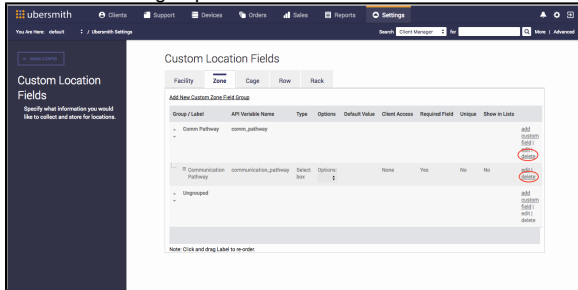 ubersmith Clients Support Devices Orders Sales Reports Settings
You Are Here: default / Ubersmith Settings Search Client Manager for More | Advanced
Custom Location Fields
Custom Location
Fields
Specify what information you would
like to collect and store for locations.
Facility Zone Cage Row Rack
Add New Custom Zone Field Group
Group / Label API Variable Name Type Options Default Value Client Access Required Field Unique Show in Lists
Comm Pathway comm_pathway add
custom
field |
edit |
delete
Communication Pathway communication_pathway Select box Options: None Yes No No edit |
delete
Ungrouped add
custom
field |
edit |
delete
Note: Click and drag Label to re-order.